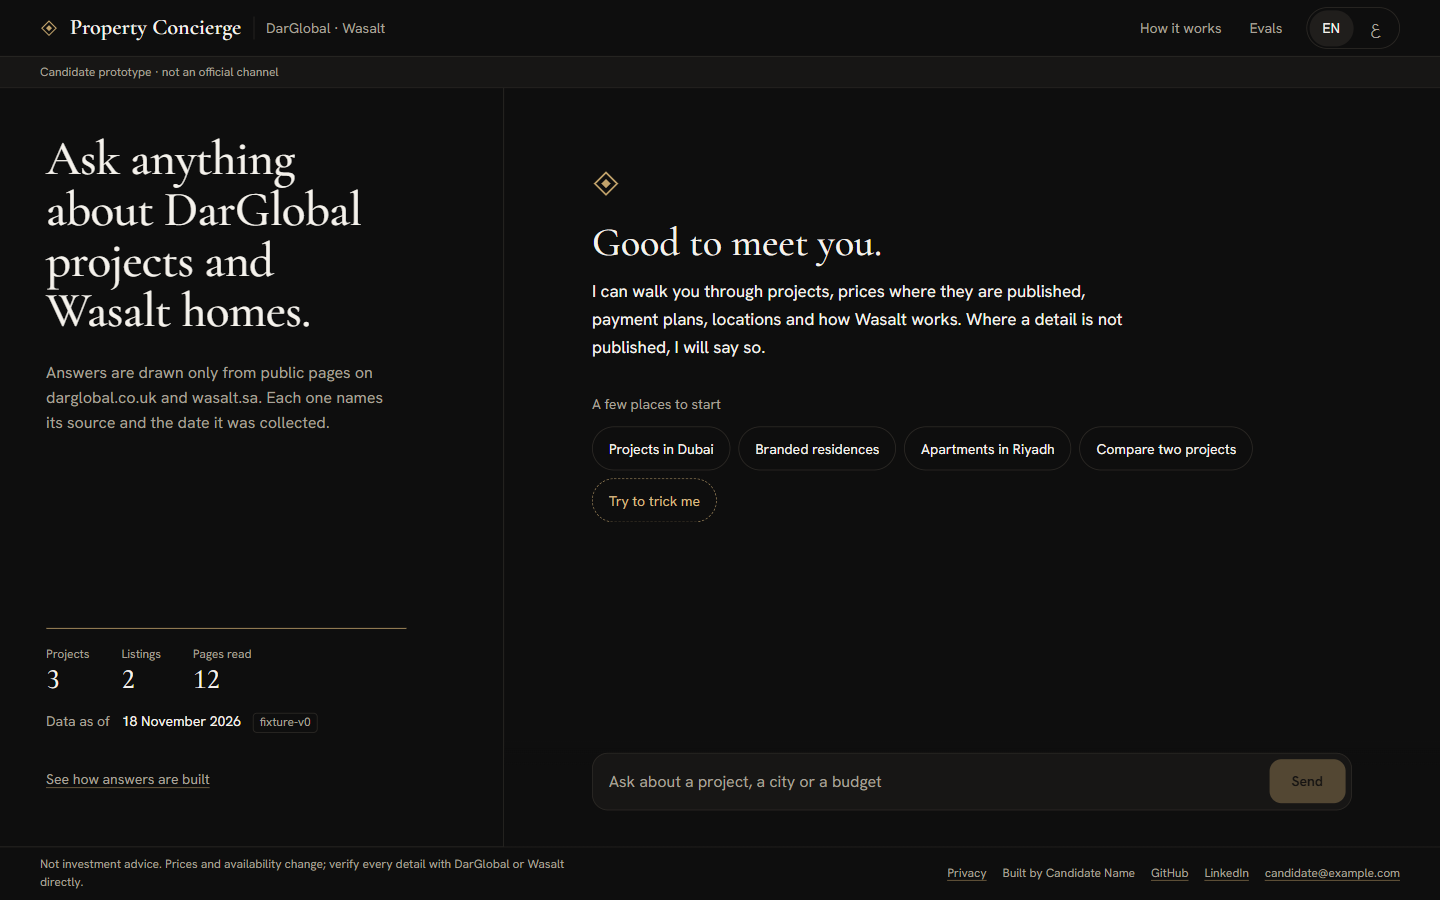 Property Concierge
DarGlobal · Wasalt
How it works
Evals
EN
ع
Candidate prototype · not an official channel
Ask anything
about DarGlobal
projects and
Wasalt homes.
Answers are drawn only from public pages on
darglobal.co.uk and wasalt.sa. Each one names
its source and the date it was collected.
Projects
3
Listings
2
Pages read
12
Data as of 18 November 2026 fixture-v0
See how answers are built
Good to meet you.
I can walk you through projects, prices where they are published,
payment plans, locations and how Wasalt works. Where a detail is not
published, I will say so.
A few places to start
Projects in Dubai
Branded residences
Apartments in Riyadh
Compare two projects
Try to trick me
Ask about a project, a city or a budget
Send
Not investment advice. Prices and availability change; verify every detail with DarGlobal or Wasalt
directly.
Privacy
Built by Candidate Name
GitHub
LinkedIn
candidate@example.com